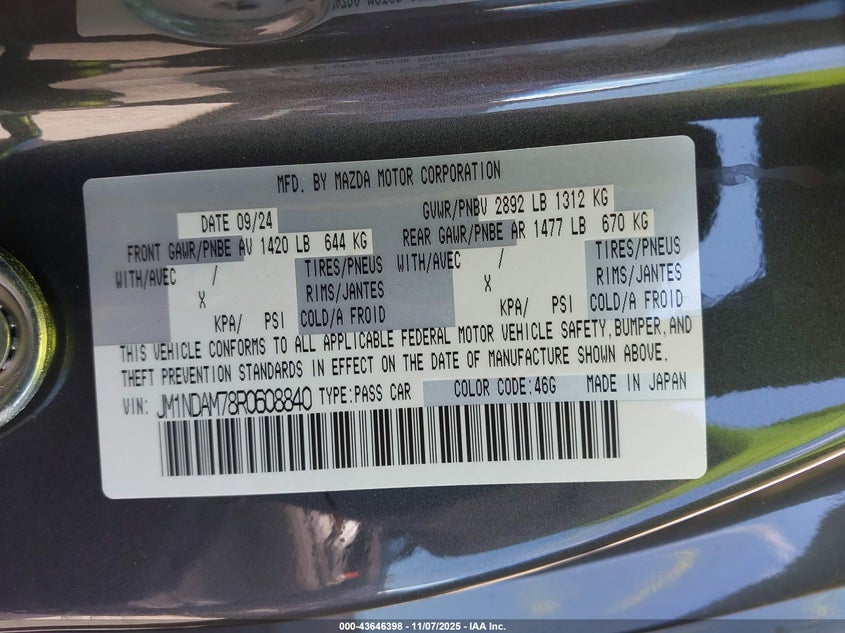 MFD. BY MAZDA MOTOR CORPORATION
DATE 09/24
GVWR/PNBV 2892 LB 1312 KG
FRONT GAWR/PNBE AV 1420 LB 644 KG
REAR GAWR/PNBE AR 1477 LB 670 KG
WITH/AVEC / TIRES/PNEUS WITH/AVEC / TIRES/PNEUS
X RIMS/JANTES X RIMS/JANTES
KPA/ PSI COLD/A FROID KPA/ PSI COLD/A FROID
THIS VEHICLE CONFORMS TO ALL APPLICABLE FEDERAL MOTOR VEHICLE SAFETY,BUMPER,AND
THEFT PREVENTION STANDARDS IN EFFECT ON THE DATE OF MANUFACTURE SHOWN ABOVE.
VIN: JM1NDAM78R0608840 TYPE:PASS CAR COLOR CODE:46G MADE IN JAPAN
000-43646398 - 11/07/2025 - IAA Inc.